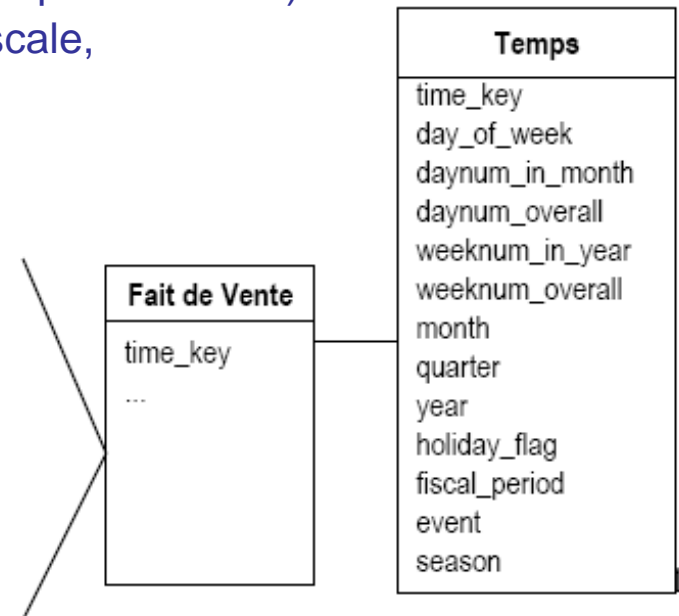 scale,
Temps
time_key
day_of_week
daynum_in_month
daynum_overall
weeknum_in_year
weeknum_overall
month
quarter
year
holiday_flag
fiscal_period
event
season
Fait de Vente
time_key
...